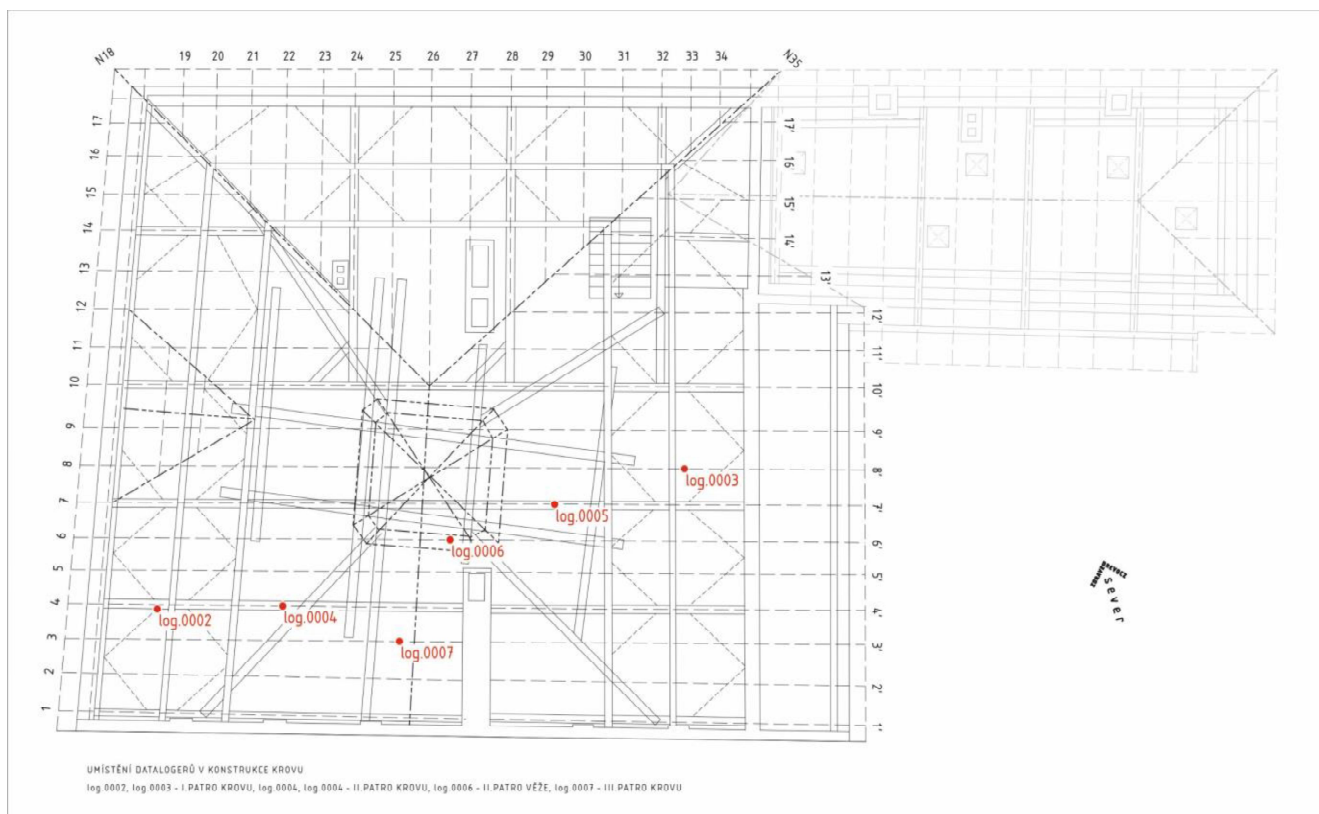 N18 19 20 21 22 23 24 25 26 27 28 29 30 31 32 33 34 N35
17 17'
16 16'
15 15'
14 14'
13 13'
12 12'
11 11'
10 10'
9 9'
8 8'
log.0003
7 7'
log.0005
6 6'
log.0006
5 5'
4 4'
log.0002 log.0004
3 3'
log.0007
2 2'
1 1'
sever
UMÍSTĚNÍ DATALOGERŮ V KONSTRUKCE KROVU
log.0002, log.0003 - I.PATRO KROVU, log.0004, log.0004 - II.PATRO KROVU, log.0006 - II.PATRO VĚŽE, log.0007 - III.PATRO KROVU